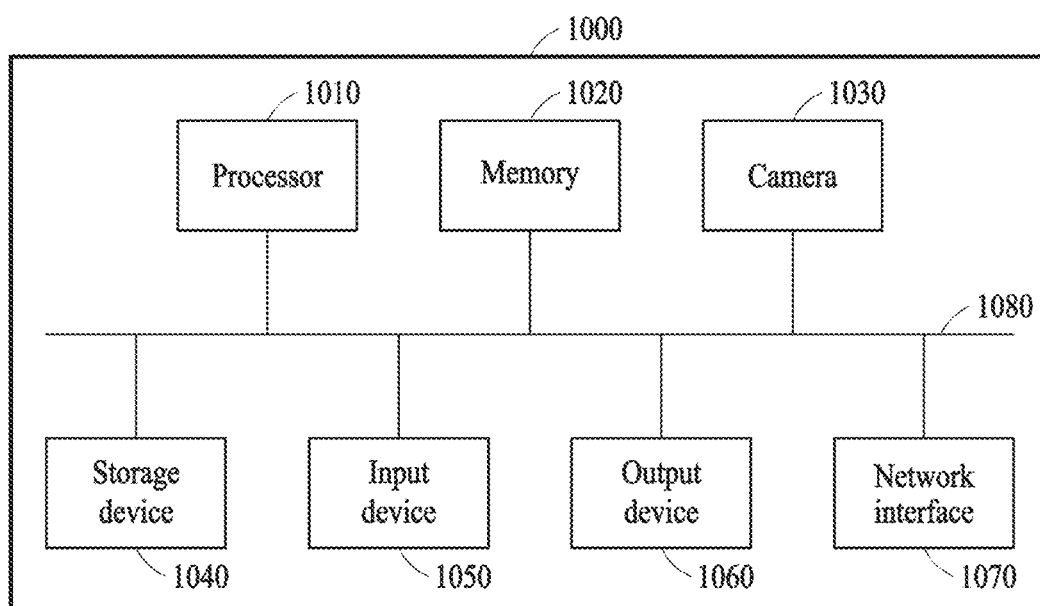 1000
1010
1020
1030
Processor
Memory
Camera
1080
Storage
device
Input
device
Output
device
Network
interface
1040
1050
1060
1070